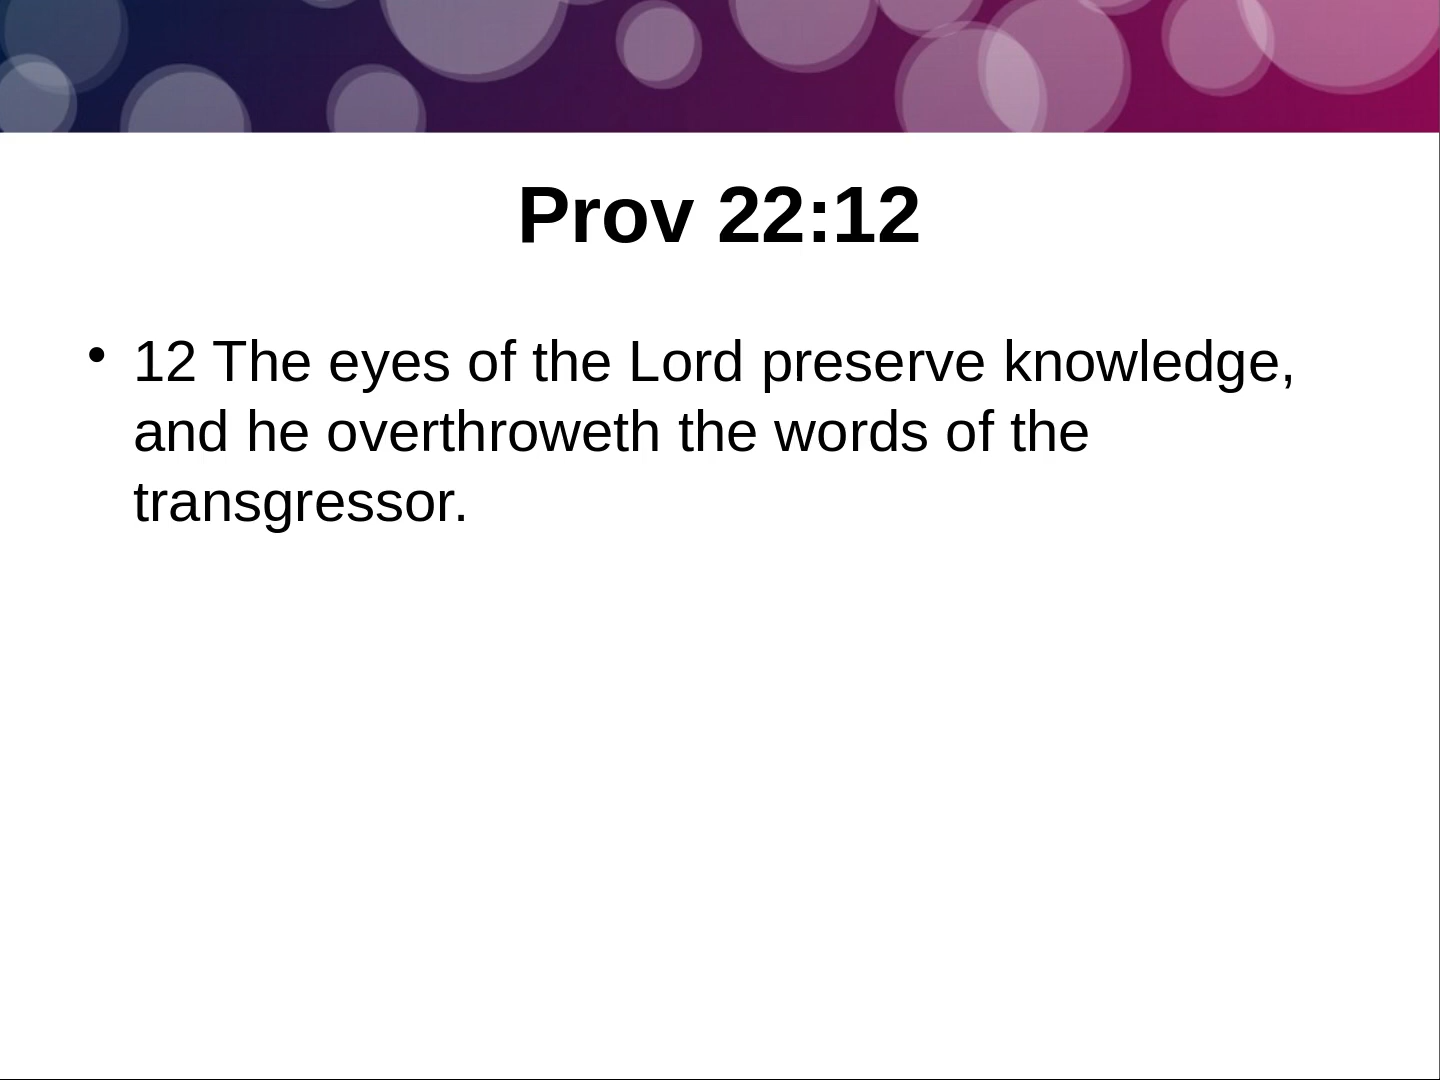 Prov 22:12
• 12 The eyes of the Lord preserve knowledge,
and he overthroweth the words of the
transgressor.